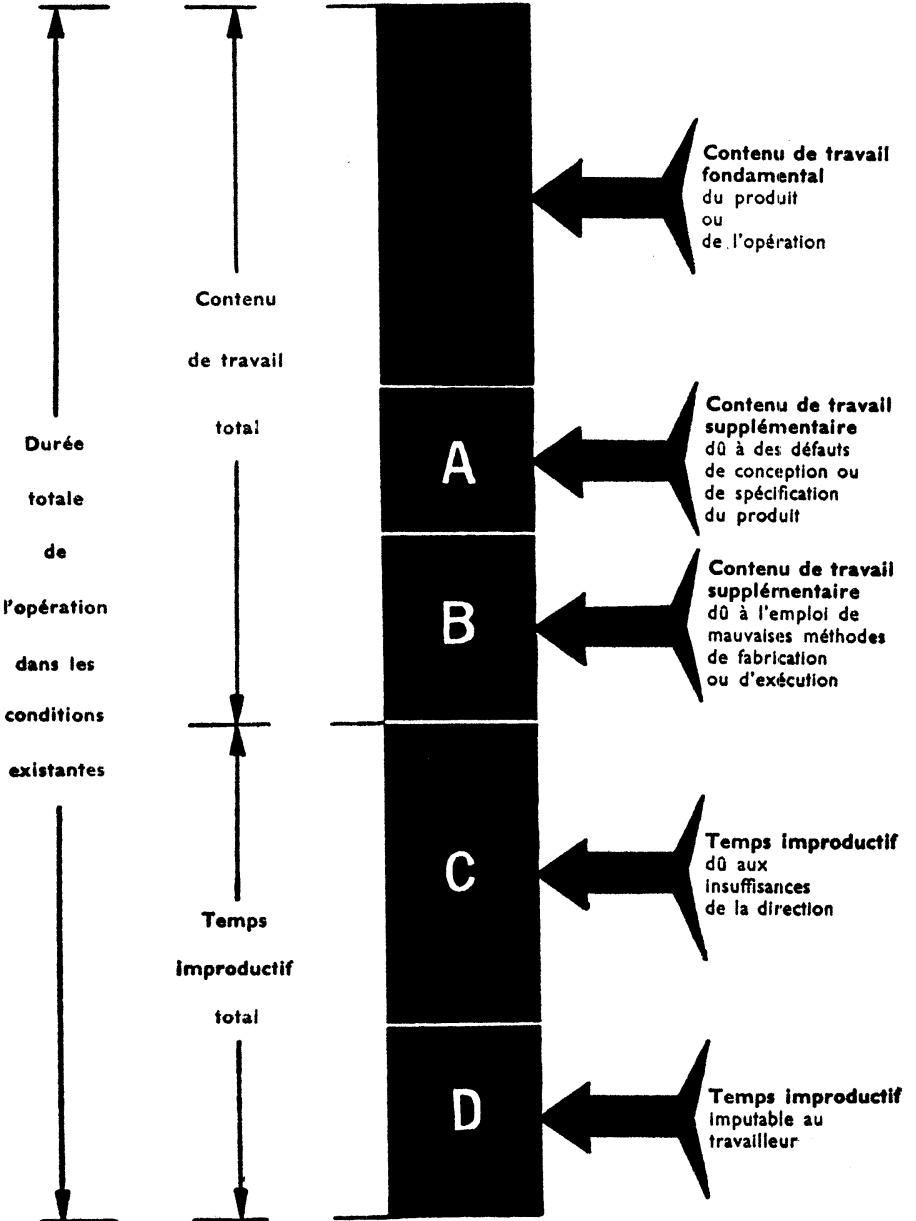 Durée
totale
de
l'opération
dans les
conditions
existantes
Contenu
de travail
total
Temps
improductif
total
A
B
C
D
Contenu de travail
fondamental
du produit
ou
de l'opération
Contenu de travail
supplémentaire
dû à des défauts
de conception ou
de spécification
du produit
Contenu de travail
supplémentaire
dû à l'emploi de
mauvaises méthodes
de fabrication
ou d'exécution
Temps improductif
dû aux
insuffisances
de la direction
Temps improductif
imputable au
travailleur